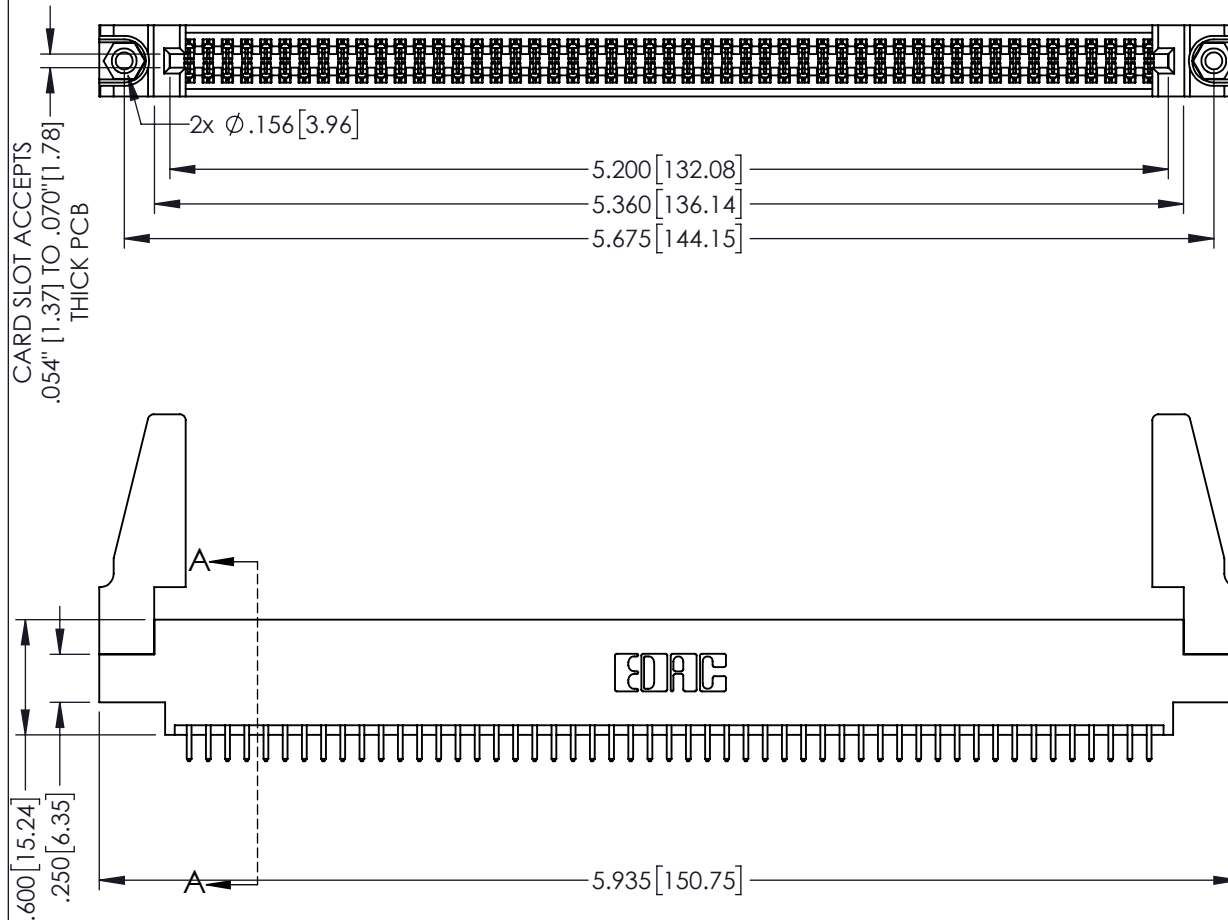 2x Ø.156[3.96]
5.200[132.08]
5.360[136.14]
5.675[144.15]
CARD SLOT ACCEPTS
.054" [1.37] TO .070"[1.78]
THICK PCB
A
EDAC
.600[15.24]
.250[6.35]
A
5.935[150.75]